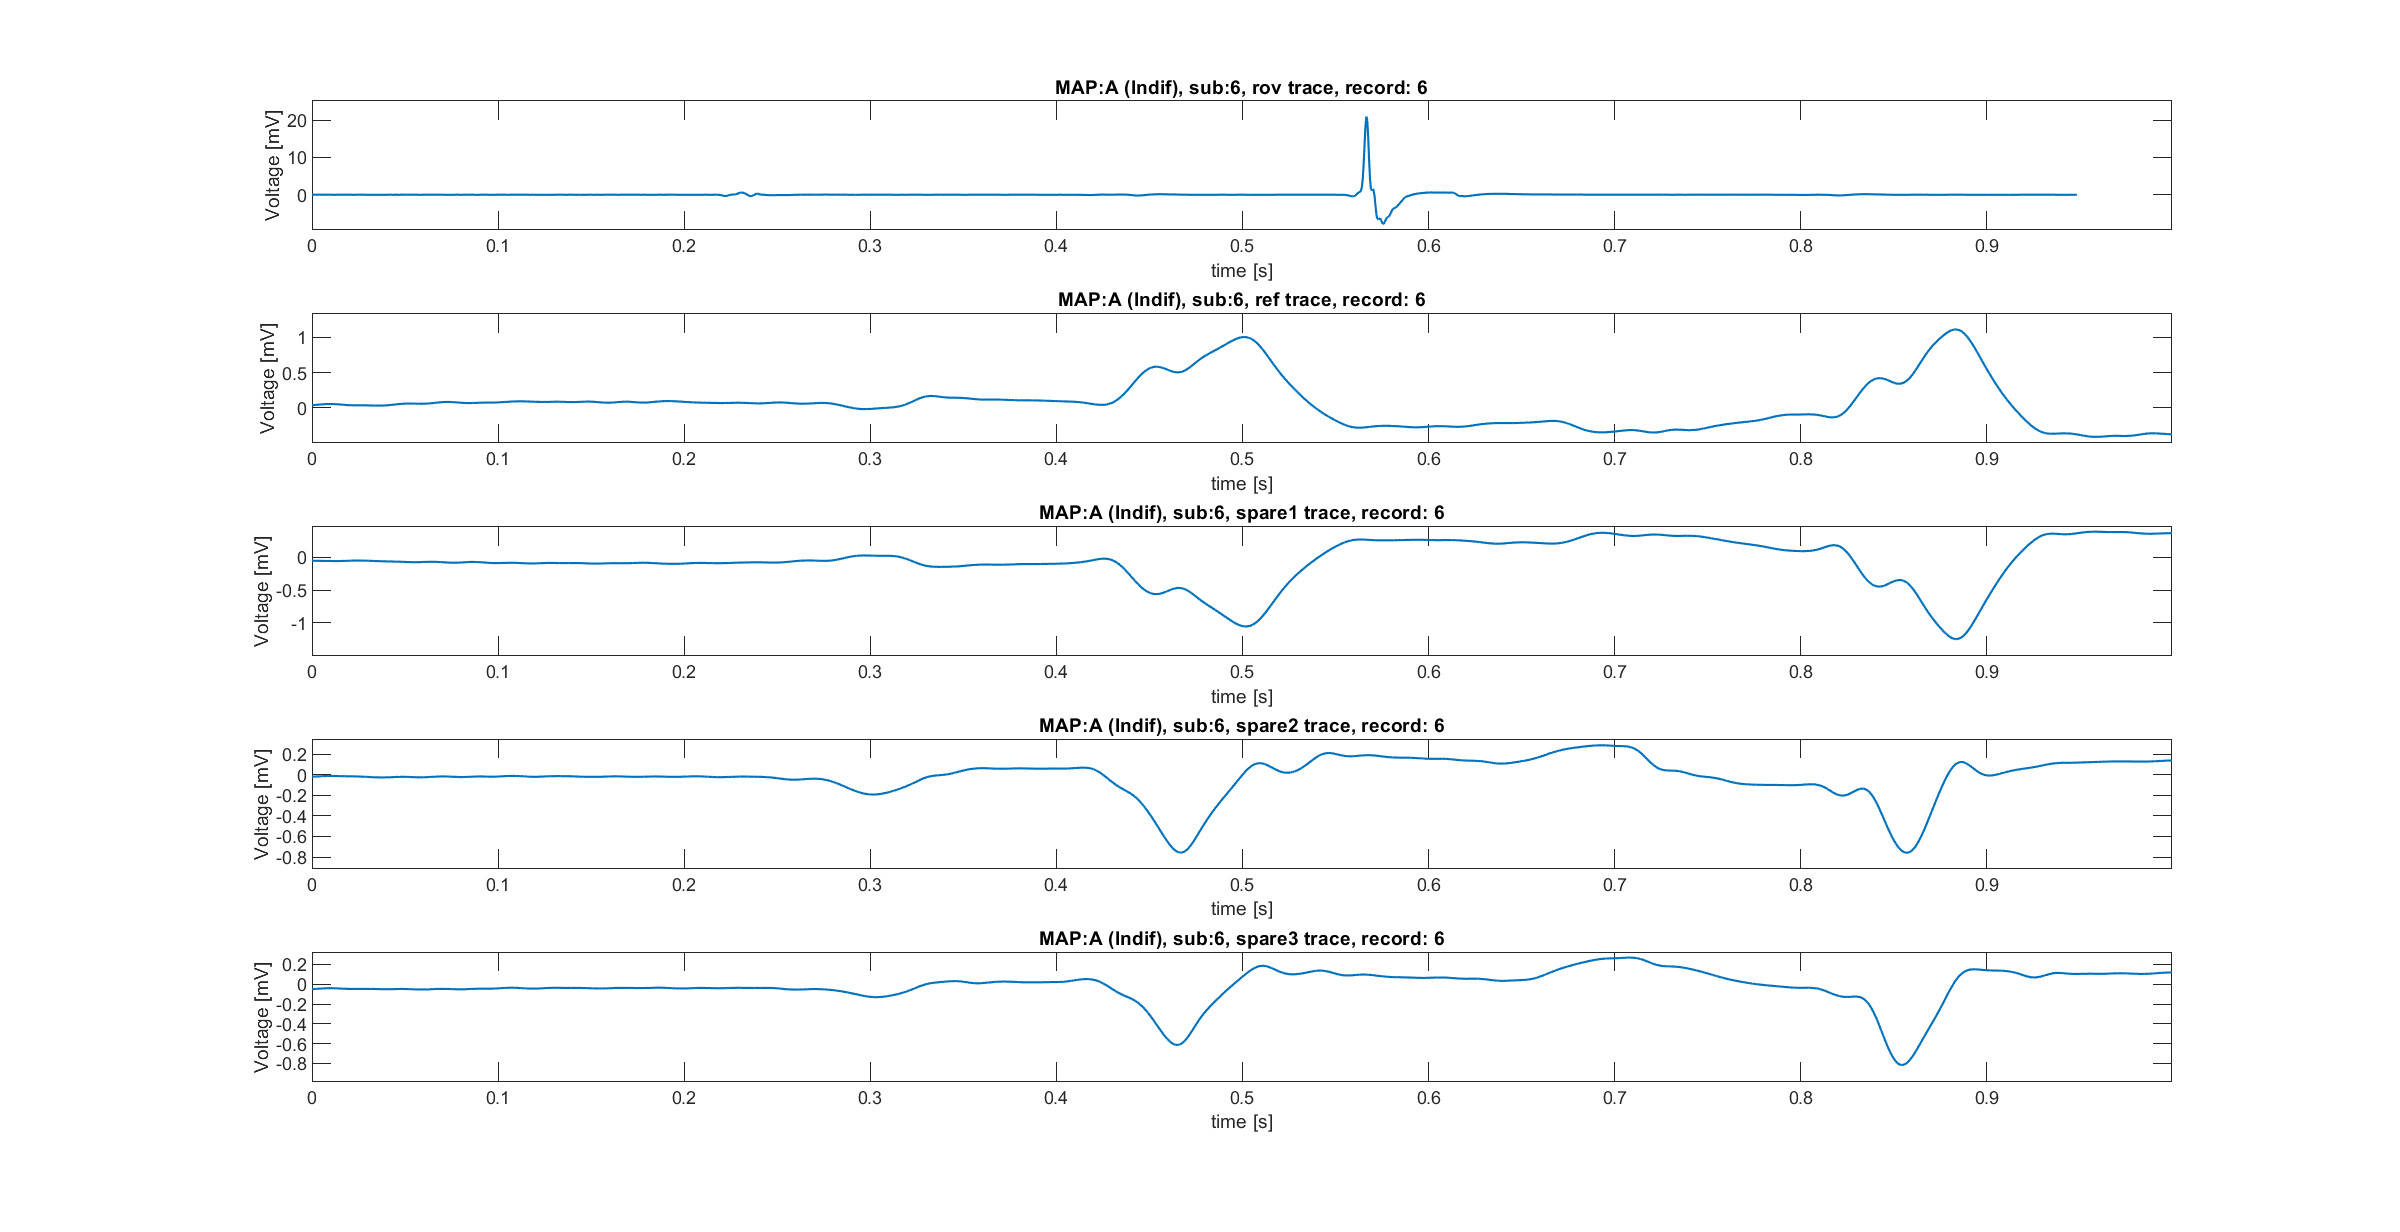 MAP:A (Indif), sub:6, rov trace, record: 6
Voltage [mV]
20
10
0
0 0.1 0.2 0.3 0.4 0.5 0.6 0.7 0.8 0.9
time [s]
MAP:A (Indif), sub:6, ref trace, record: 6
Voltage [mV]
1
0.5
0
0 0.1 0.2 0.3 0.4 0.5 0.6 0.7 0.8 0.9
time [s]
MAP:A (Indif), sub:6, spare1 trace, record: 6
Voltage [mV]
0
-0.5
-1
0 0.1 0.2 0.3 0.4 0.5 0.6 0.7 0.8 0.9
time [s]
MAP:A (Indif), sub:6, spare2 trace, record: 6
Voltage [mV]
0.2
0
-0.2
-0.4
-0.6
-0.8
0 0.1 0.2 0.3 0.4 0.5 0.6 0.7 0.8 0.9
time [s]
MAP:A (Indif), sub:6, spare3 trace, record: 6
Voltage [mV]
0.2
0
-0.2
-0.4
-0.6
-0.8
0 0.1 0.2 0.3 0.4 0.5 0.6 0.7 0.8 0.9
time [s]